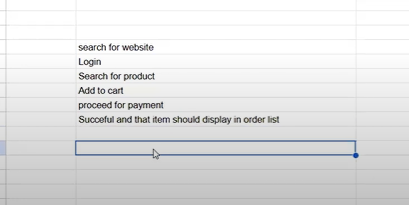 search for website
Login
Search for product
Add to cart
proceed for payment
Succeful and that item should display in order list